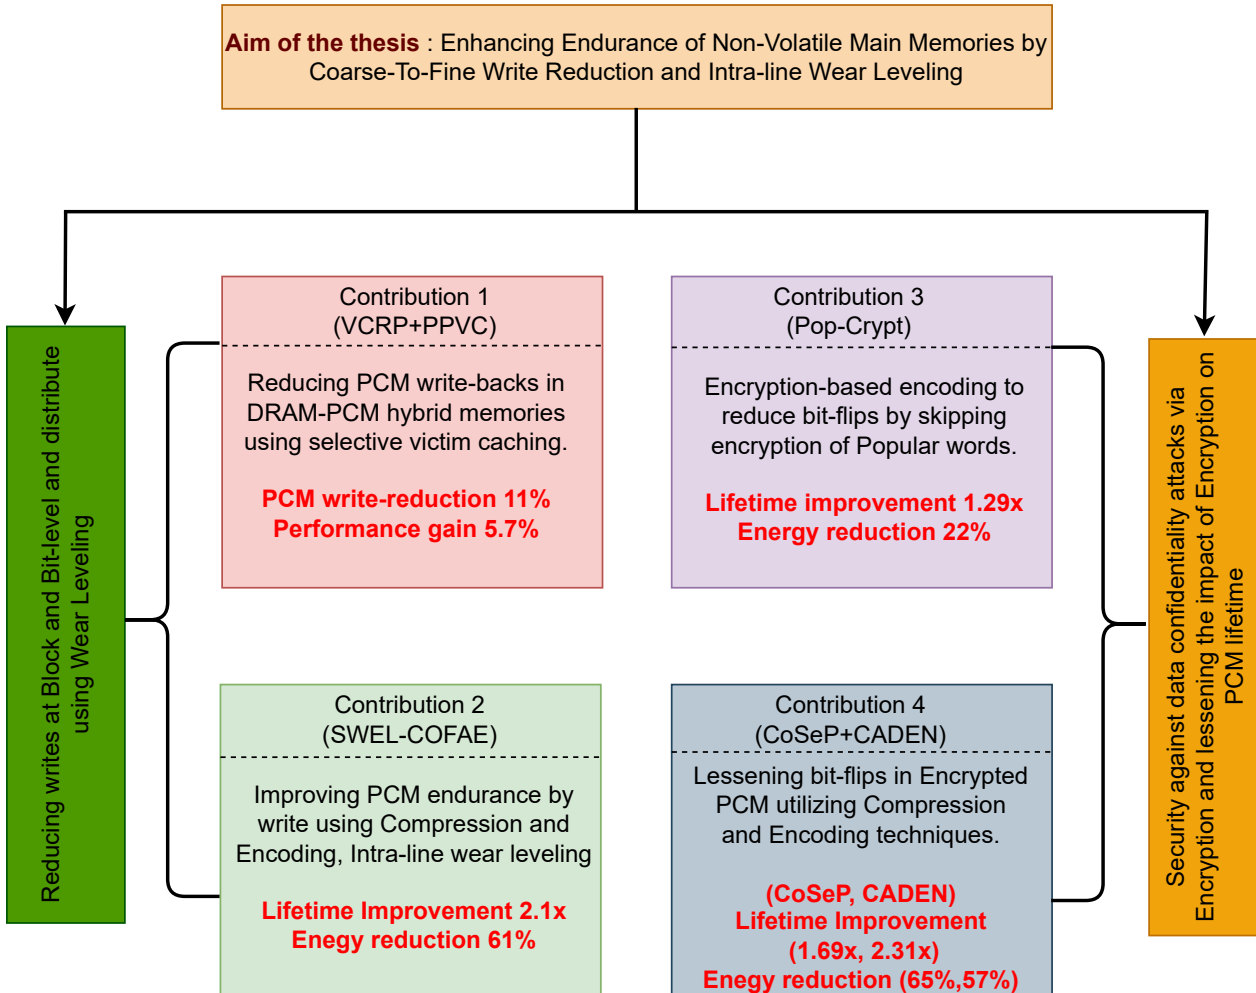 Aim of the thesis : Enhancing Endurance of Non-Volatile Main Memories by
Coarse-To-Fine Write Reduction and Intra-line Wear Leveling
Reducing writes at Block and Bit-level and distribute
using Wear Leveling
Contribution 1
(VCRP+PPVC)
Reducing PCM write-backs in
DRAM-PCM hybrid memories
using selective victim caching.
PCM write-reduction 11%
Performance gain 5.7%
Contribution 2
(SWEL-COFAE)
Improving PCM endurance by
write using Compression and
Encoding, Intra-line wear leveling
Lifetime Improvement 2.1x
Enegy reduction 61%
Contribution 3
(Pop-Crypt)
Encryption-based encoding to
reduce bit-flips by skipping
encryption of Popular words.
Lifetime improvement 1.29x
Energy reduction 22%
Contribution 4
(CoSeP+CADEN)
Lessening bit-flips in Encrypted
PCM utilizing Compression
and Encoding techniques.
(CoSeP, CADEN)
Lifetime Improvement
(1.69x, 2.31x)
Enegy reduction (65%,57%)
Security against data confidentiality attacks via
Encryption and lessening the impact of Encryption on
PCM lifetime